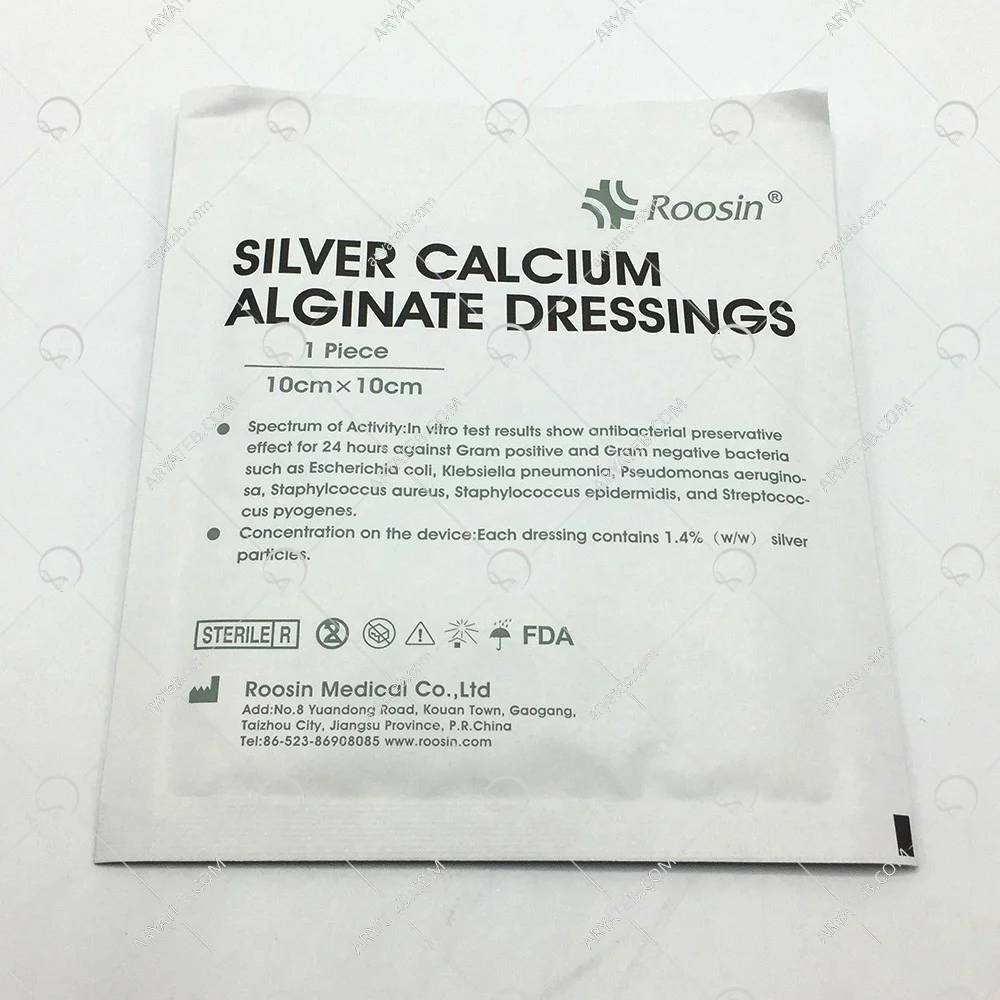 Roosin®
SILVER CALCIUM
ALGINATE DRESSINGS
1 Piece
10cm×10cm
● Spectrum of Activity:In vitro test results show antibacterial preservative
effect for 24 hours against Gram positive and Gram negative bacteria
such as Escherichia coli, Klebsiella pneumonia, Pseudomonas aerugino-
sa, Staphylcoccus aureus, Staphylococcus epidermidis, and Streptococ-
cus pyogenes.
● Concentration on the device:Each dressing contains 1.4% (w/w) silver
particles.
STERILE R 2 FDA
Roosin Medical Co.,Ltd
Add:No.8 Yuandong Road, Kouan Town, Gaogang,
Taizhou City, Jiangsu Province, P.R.China
Tel:86-523-86908085 www.roosin.com
ARYATEB.COM